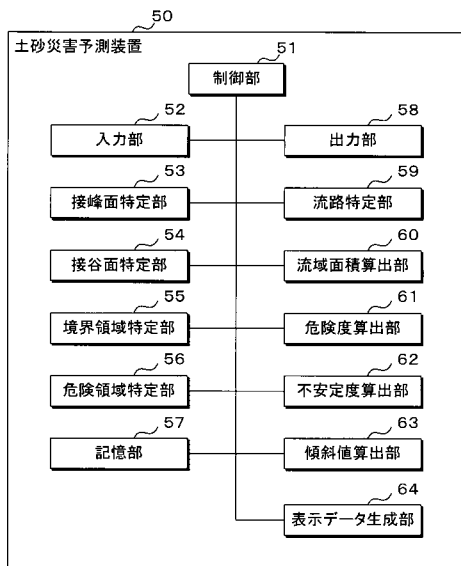 50
土砂災害予測装置
51
制御部
52
入力部
58
出力部
53
接峰面特定部
59
流路特定部
54
接谷面特定部
60
流域面積算出部
55
境界領域特定部
61
危険度算出部
56
危険領域特定部
62
不安定度算出部
57
記憶部
63
傾斜値算出部
64
表示データ生成部